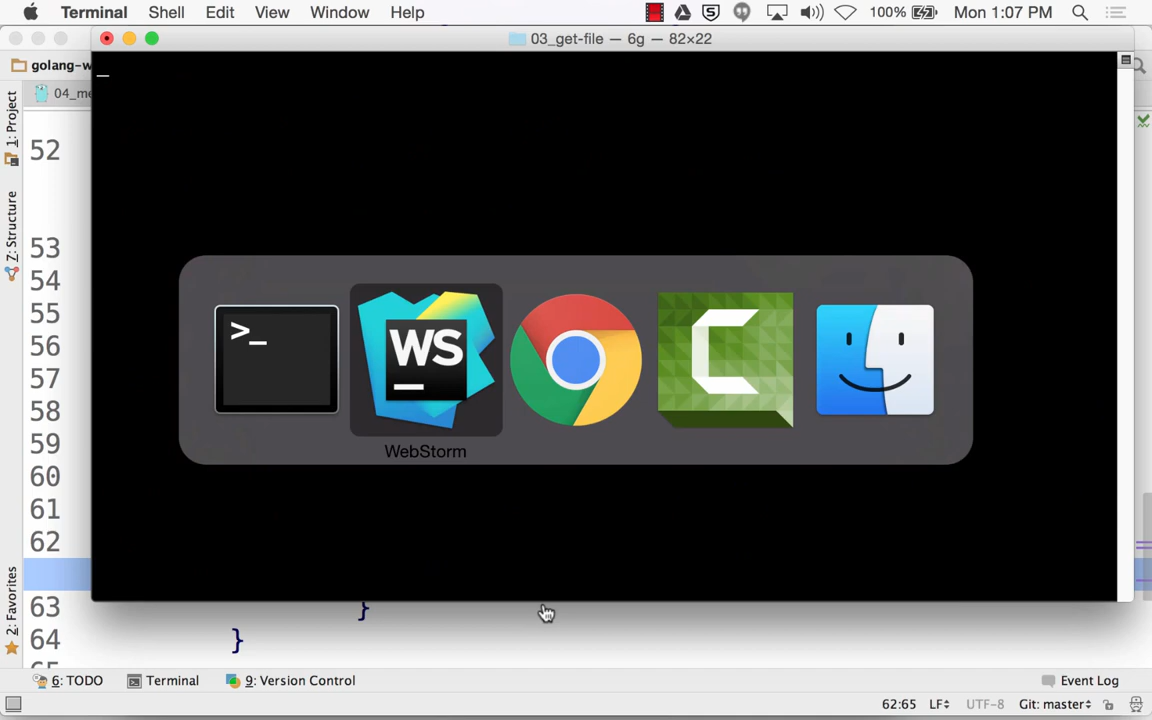 Terminal Shell Edit View Window Help 100% Mon 1:07 PM
03_get-file — 6g — 82×22
golang-w
04_me
1: Project
Z: Structure
2: Favorites
52
53
54
55
56
57
58
59
60
61
62
63 }
64 }
65
>_
WS
WebStorm
6: TODO Terminal 9: Version Control Event Log
62:65 LF÷ UTF-8 Git: master÷